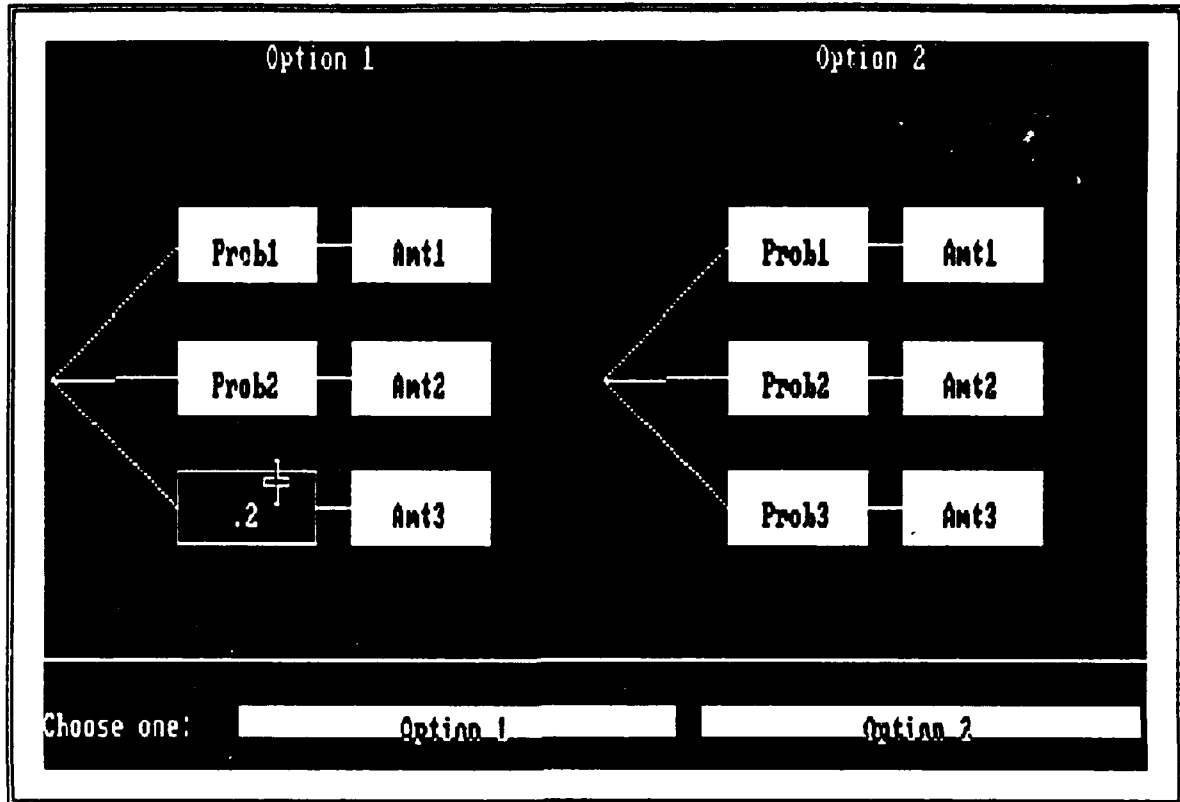 Option 1 Option 2
Prob1 Amt1 Prob1 Amt1
Prob2 Amt2 Prob2 Amt2
.2 Amt3 Prob3 Amt3
Choose one: Option 1 Option 2